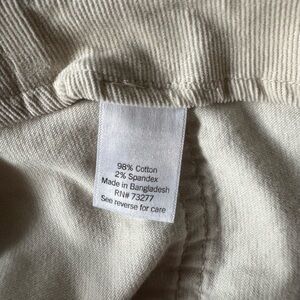 98% Cotton
2% Spandex
Made in Bangladesh
RN# 73277
See reverse for care